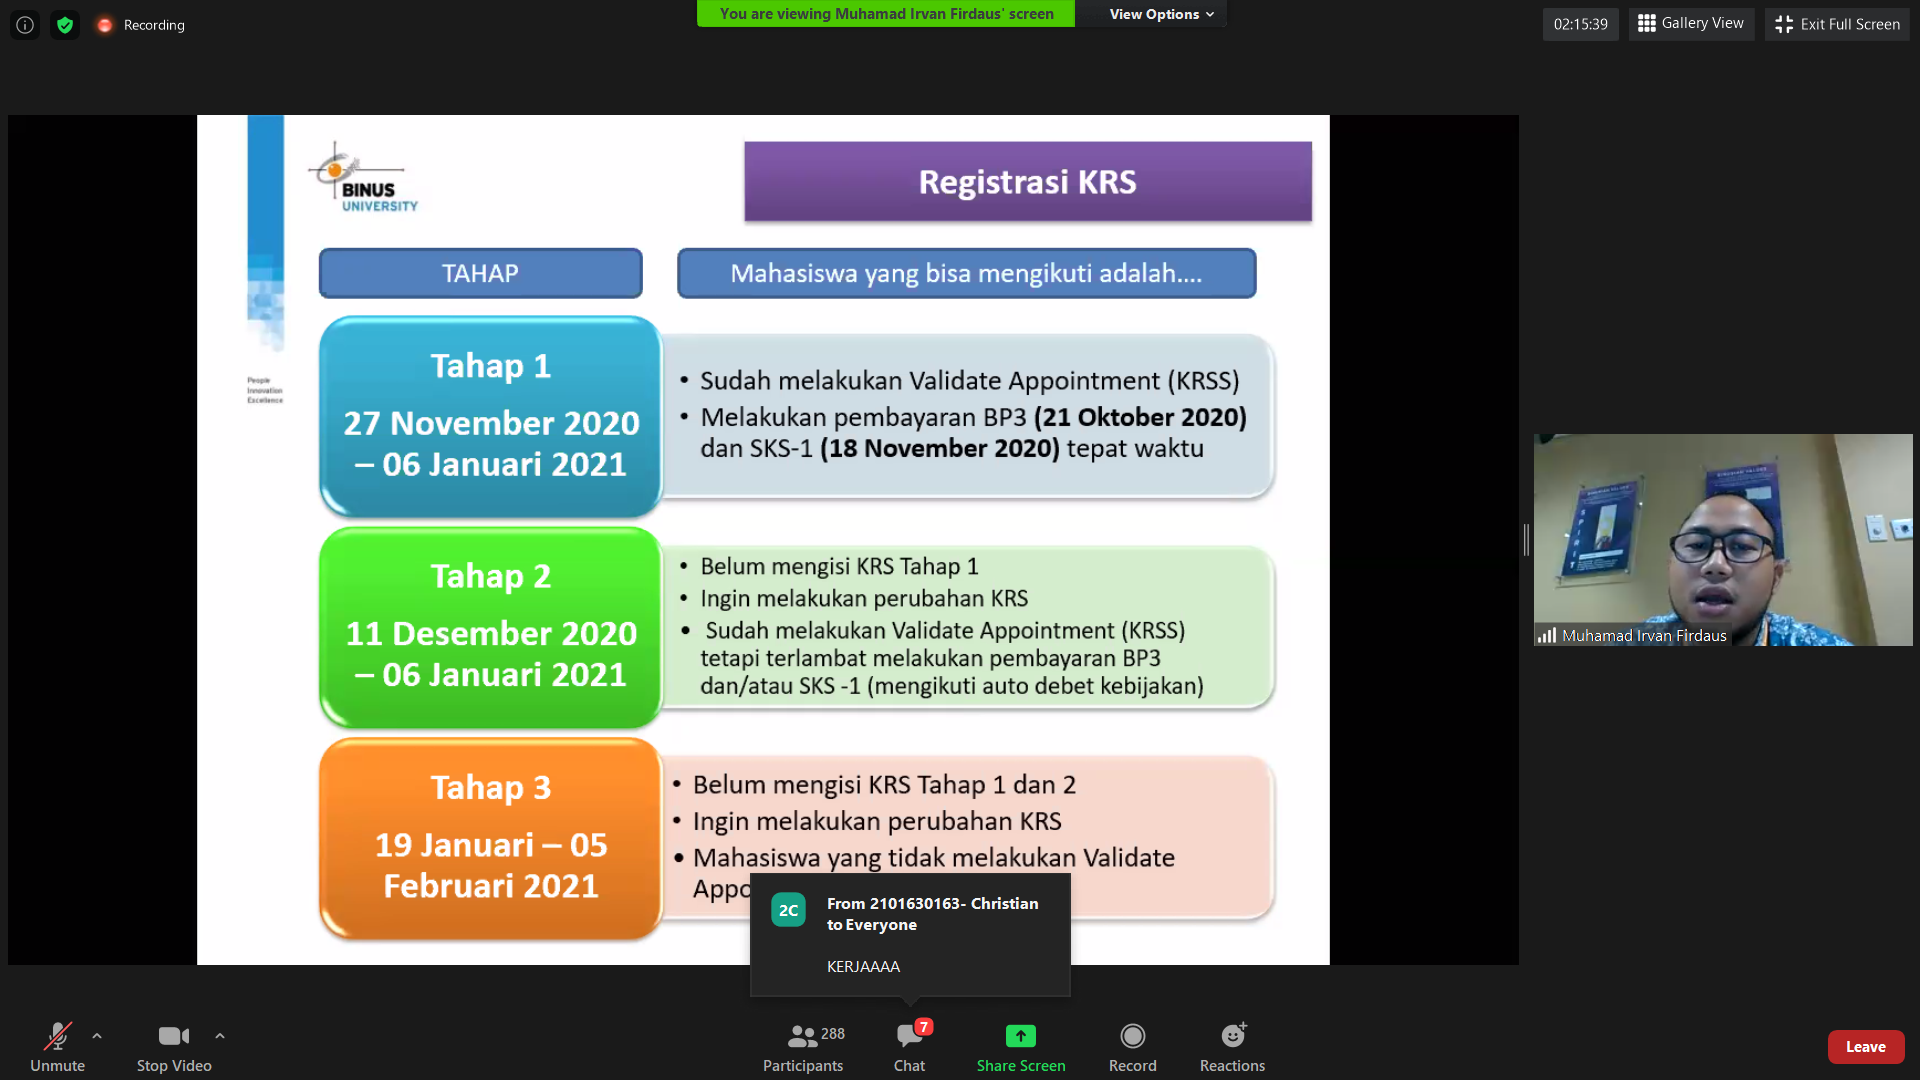 Recording
You are viewing Muhamad Irvan Firdaus' screen
View Options
02:15:39
Gallery View
Exit Full Screen
BINUS
UNIVERSITY
People
Innovation
Excellence
Registrasi KRS
TAHAP
Mahasiswa yang bisa mengikuti adalah....
Tahap 1
27 November 2020
– 06 Januari 2021
• Sudah melakukan Validate Appointment (KRSS)
• Melakukan pembayaran BP3 (21 Oktober 2020)
dan SKS-1 (18 November 2020) tepat waktu
Tahap 2
11 Desember 2020
– 06 Januari 2021
• Belum mengisi KRS Tahap 1
• Ingin melakukan perubahan KRS
• Sudah melakukan Validate Appointment (KRSS)
tetapi terlambat melakukan pembayaran BP3
dan/atau SKS -1 (mengikuti auto debet kebijakan)
Tahap 3
19 Januari – 05
Februari 2021
• Belum mengisi KRS Tahap 1 dan 2
• Ingin melakukan perubahan KRS
• Mahasiswa yang tidak melakukan Validate
2C
From 2101630163- Christian
to Everyone
KERJAAAA
SPIRIT
Muhamad Irvan Firdaus
Unmute
Stop Video
288
Participants
7
Chat
Share Screen
Record
Reactions
Leave